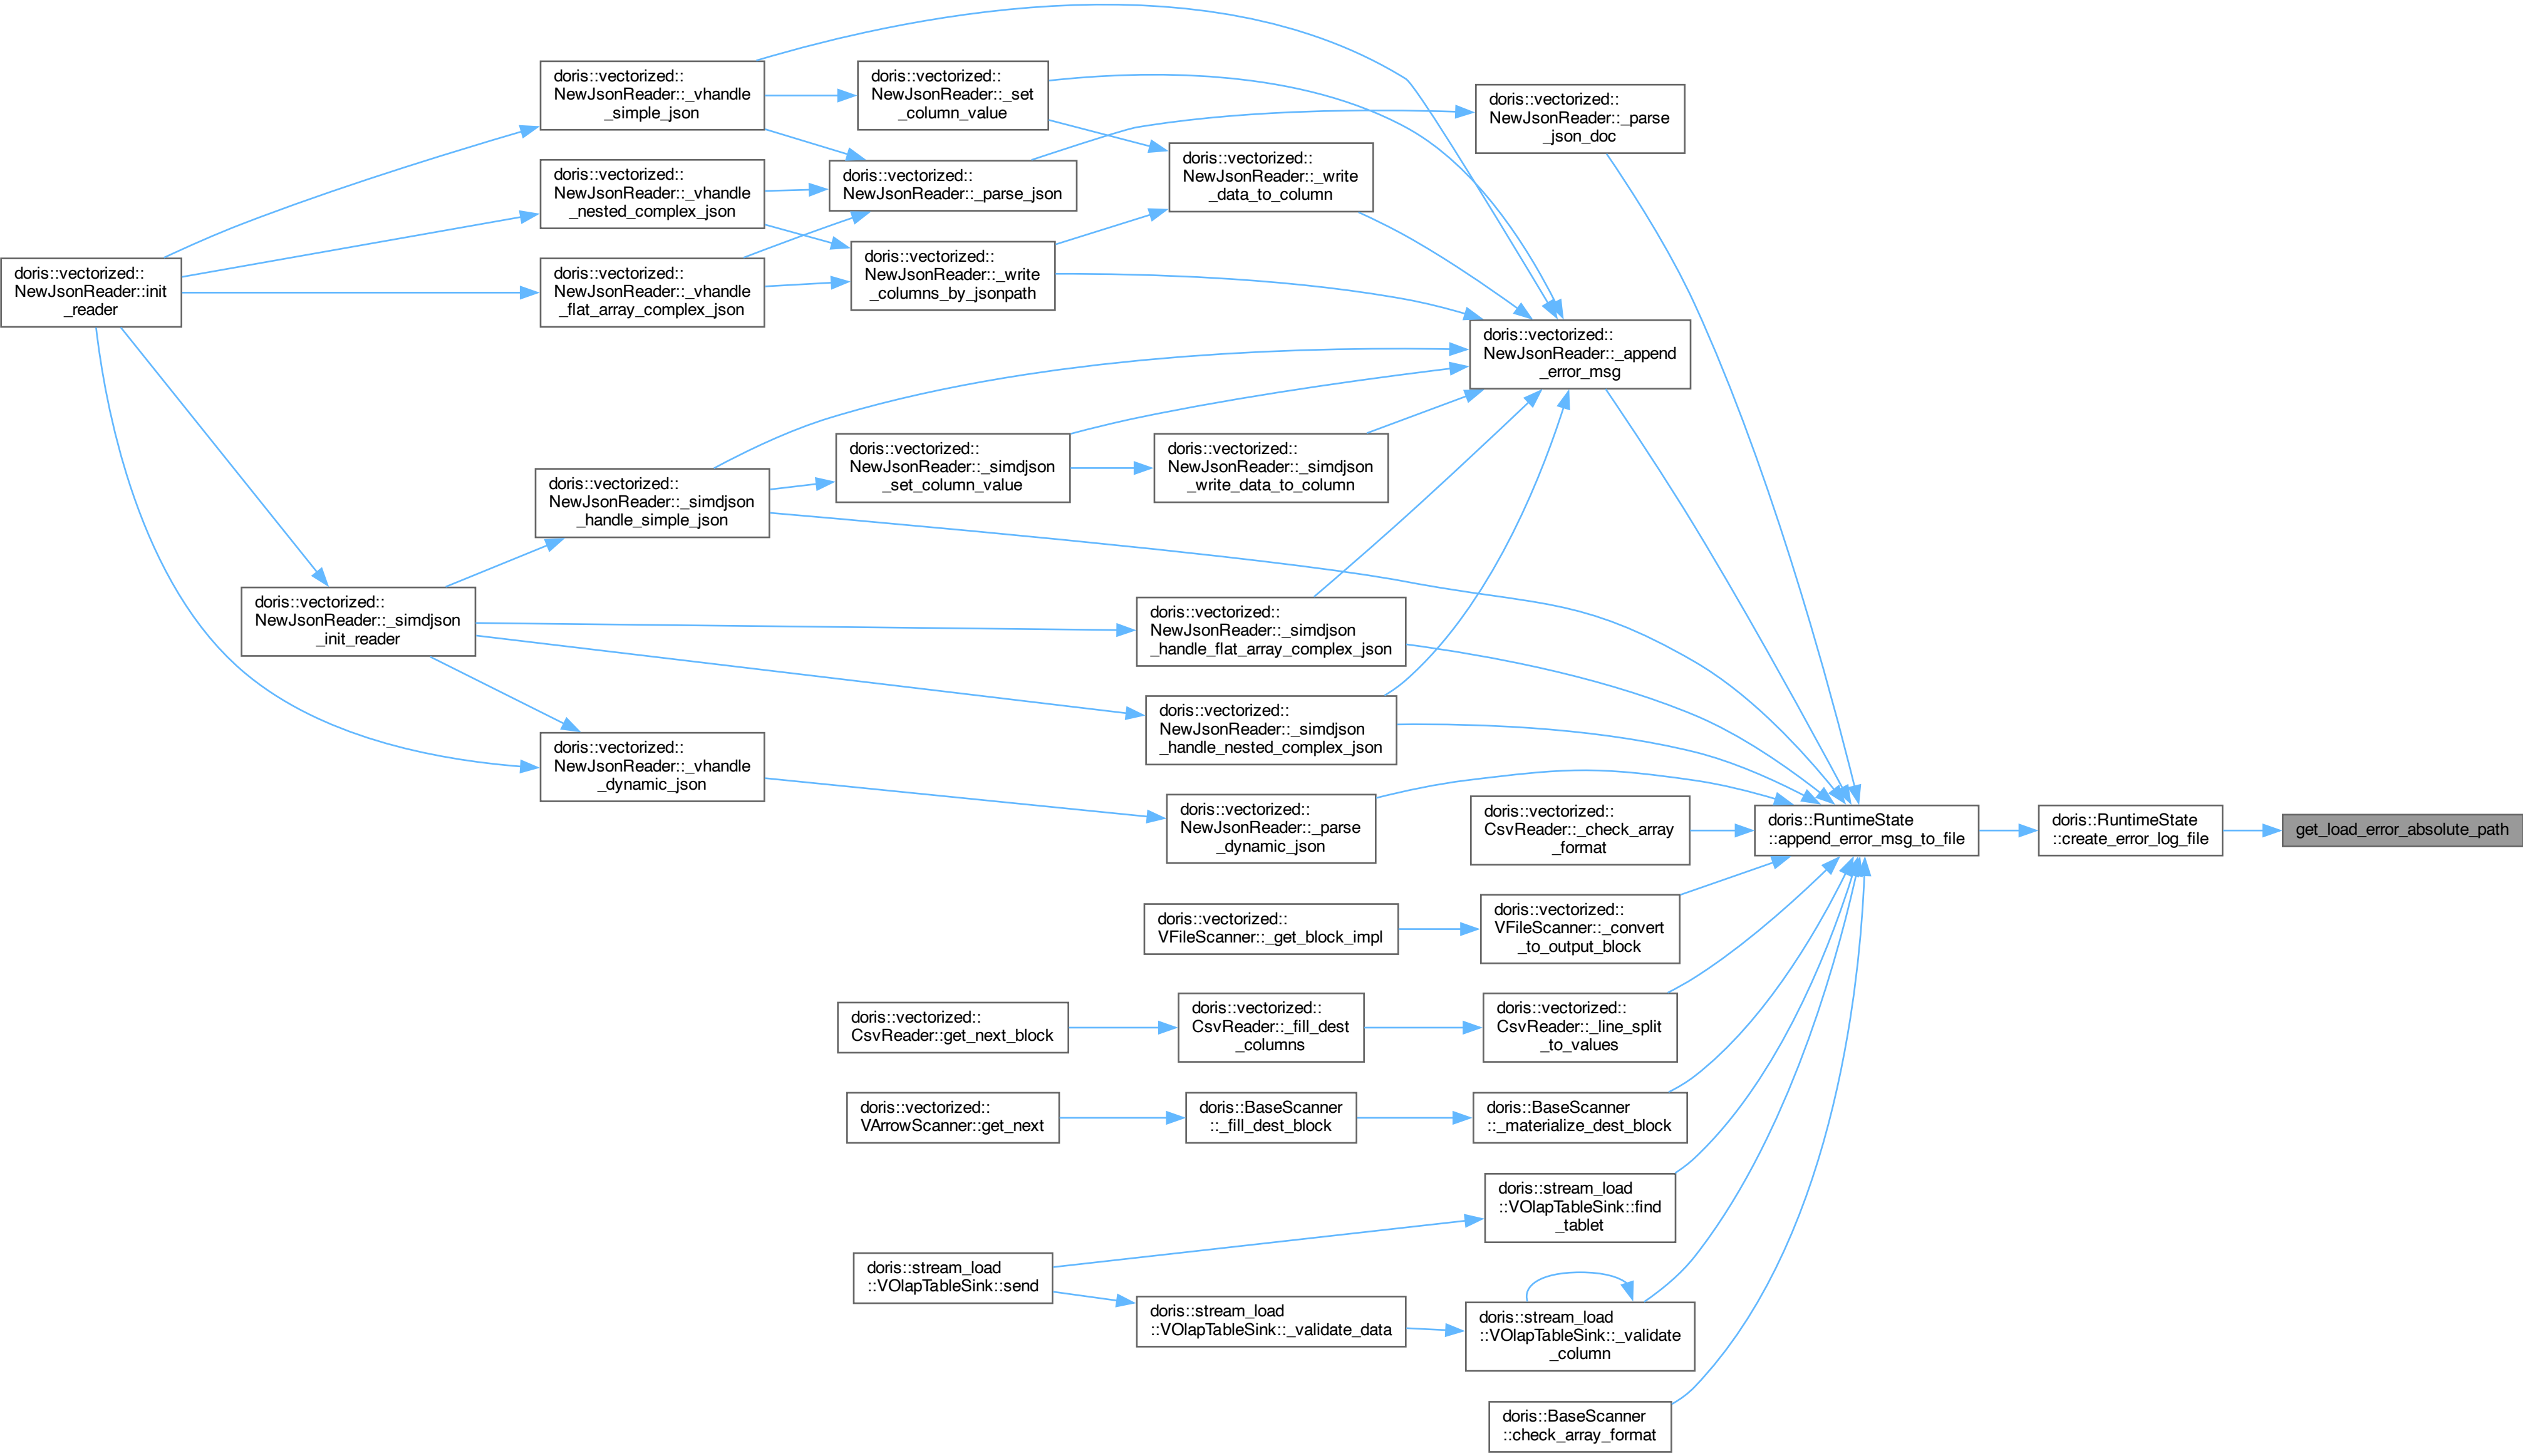 doris::vectorized::
NewJsonReader::_vhandle
_simple_json
doris::vectorized::
NewJsonReader::_set
_column_value
doris::vectorized::
NewJsonReader::_parse
_json_doc
doris::vectorized::
NewJsonReader::_write
_data_to_column
doris::vectorized::
NewJsonReader::_vhandle
_nested_complex_json
doris::vectorized::
NewJsonReader::_parse_json
doris::vectorized::
NewJsonReader::init
_reader
doris::vectorized::
NewJsonReader::_vhandle
_flat_array_complex_json
doris::vectorized::
NewJsonReader::_write
_columns_by_jsonpath
doris::vectorized::
NewJsonReader::_append
_error_msg
doris::vectorized::
NewJsonReader::_simdjson
_set_column_value
doris::vectorized::
NewJsonReader::_simdjson
_write_data_to_column
doris::vectorized::
NewJsonReader::_simdjson
_handle_simple_json
doris::vectorized::
NewJsonReader::_simdjson
_init_reader
doris::vectorized::
NewJsonReader::_simdjson
_handle_flat_array_complex_json
doris::vectorized::
NewJsonReader::_simdjson
_handle_nested_complex_json
doris::vectorized::
NewJsonReader::_vhandle
_dynamic_json
doris::vectorized::
NewJsonReader::_parse
_dynamic_json
doris::vectorized::
CsvReader::_check_array
_format
doris::RuntimeState
::append_error_msg_to_file
doris::RuntimeState
::create_error_log_file
get_load_error_absolute_path
doris::vectorized::
VFileScanner::_get_block_impl
doris::vectorized::
VFileScanner::_convert
_to_output_block
doris::vectorized::
CsvReader::get_next_block
doris::vectorized::
CsvReader::_fill_dest
_columns
doris::vectorized::
CsvReader::_line_split
_to_values
doris::vectorized::
VArrowScanner::get_next
doris::BaseScanner
::_fill_dest_block
doris::BaseScanner
::_materialize_dest_block
doris::stream_load
::VOlapTableSink::find
_tablet
doris::stream_load
::VOlapTableSink::send
doris::stream_load
::VOlapTableSink::_validate_data
doris::stream_load
::VOlapTableSink::_validate
_column
doris::BaseScanner
::check_array_format